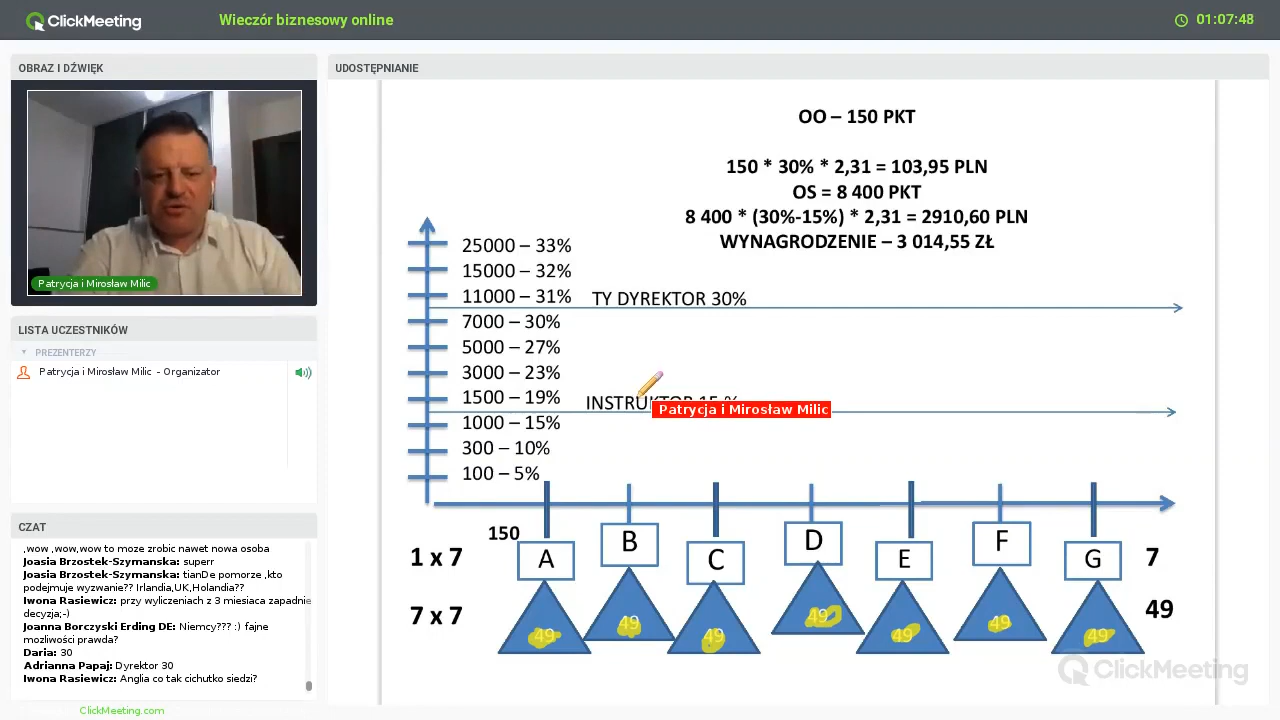 ClickMeeting
Wieczór biznesowy online
01:07:48
OBRAZ I DŹWIĘK
Patrycja i Mirosław Milic
LISTA UCZESTNIKÓW
PREZENTERZY
Patrycja i Mirosław Milic - Organizator
CZAT
,wow ,wow,wow to moze zrobic nawet nowa osoba
Joasia Brzostek-Szymanska: superr
Joasia Brzostek-Szymanska: tianDe pomorze ,kto
podejmuje wyzwanie?? Irlandia,UK,Holandia??
Iwona Rasiewicz: przy wyliczeniach z 3 miesiaca zapadnie
decyzja;-)
Joanna Borczyski Erding DE: Niemcy??? :) fajne
możliwości prawda?
Daria: 30
Adrianna Papaj: Dyrektor 30
Iwona Rasiewicz: Anglia co tak cichutko siedzi?
ClickMeeting.com
UDOSTĘPNIANIE
OO – 150 PKT
150 * 30% * 2,31 = 103,95 PLN
OS = 8 400 PKT
8 400 * (30%-15%) * 2,31 = 2910,60 PLN
WYNAGRODZENIE – 3 014,55 ZŁ
25000 – 33%
15000 – 32%
11000 – 31% TY DYREKTOR 30%
7000 – 30%
5000 – 27%
3000 – 23%
1500 – 19% INSTRUKTOR 15 %
Patrycja i Mirosław Milic
1000 – 15%
300 – 10%
100 – 5%
150
1 x 7 A B C D E F G 7
7 x 7 49 49 49 49 49 49 49 49
ClickMeeting